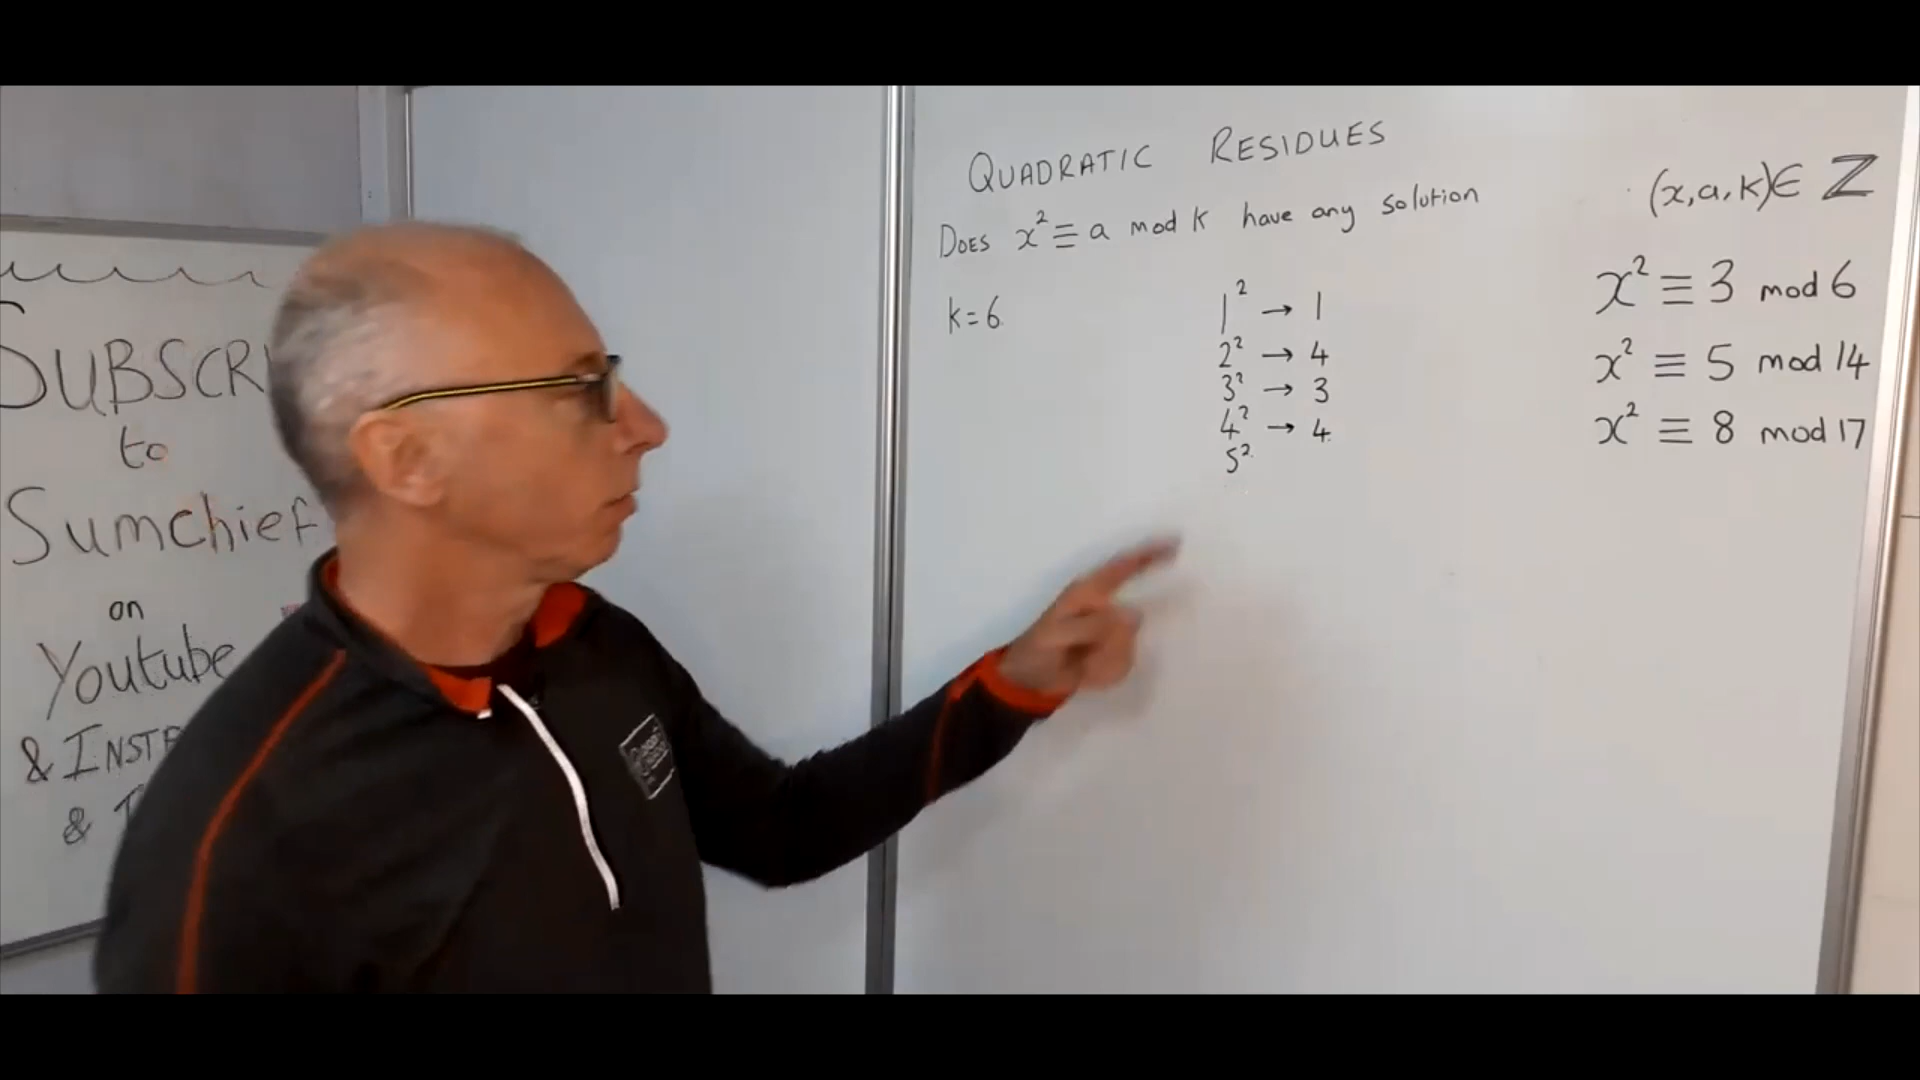 SUBSCR
to
Sumchief
on
Youtube
& INST
&
QUADRATIC RESIDUES
DOES x² ≡ a mod k have any solution
(x,a,k)∈ ℤ
k=6
1² → 1
2² → 4
3² → 3
4² → 4
5²
x² ≡ 3 mod 6
x² ≡ 5 mod 14
x² ≡ 8 mod 17